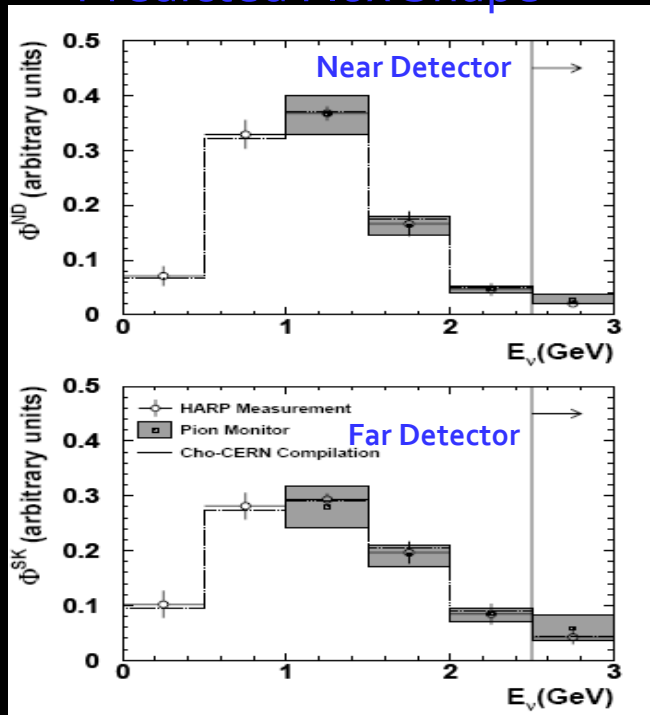 0.5
0.4
0.3
0.2
0.1
0
Φ^ND (arbitrary units)
Near Detector
0 1 2 3
E_ν(GeV)
0.5
0.4
0.3
0.2
0.1
0
Φ^SK (arbitrary units)
HARP Measurement
Pion Monitor
Cho-CERN Compilation
Far Detector
0 1 2 3
E_ν(GeV)